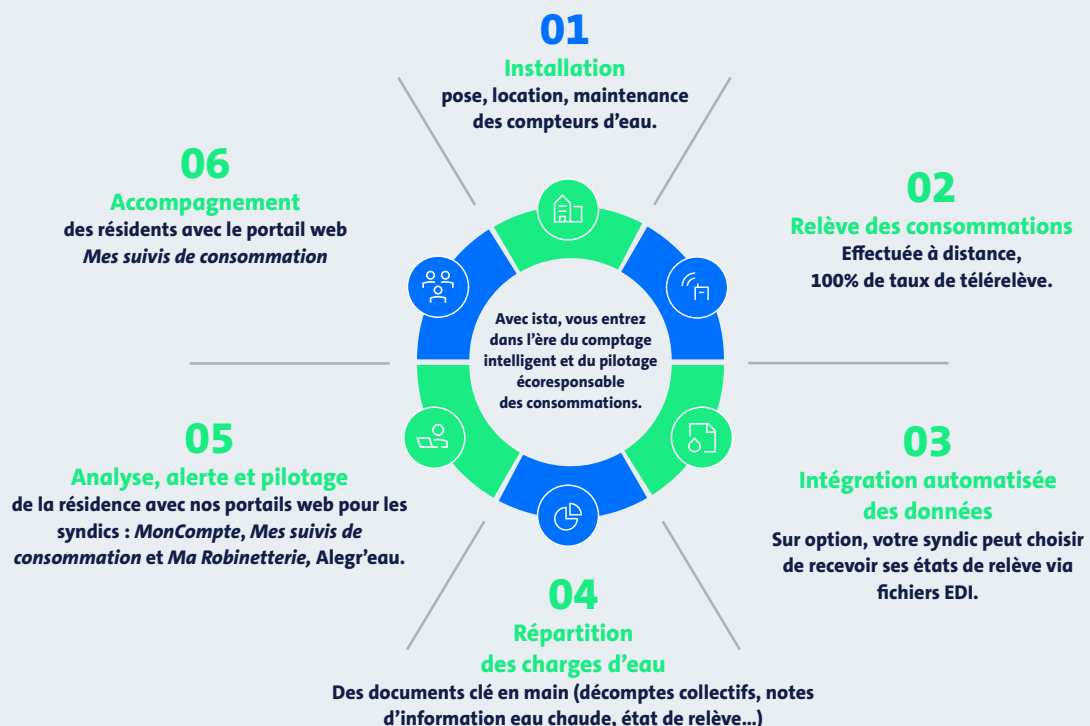 01
Installation
pose, location, maintenance
des compteurs d'eau.
02
Relève des consommations
Effectuée à distance,
100% de taux de télérelève.
03
Intégration automatisée
des données
Sur option, votre syndic peut choisir
de recevoir ses états de relève via
fichiers EDI.
04
Répartition
des charges d'eau
Des documents clé en main (décomptes collectifs, notes
d'information eau chaude, état de relève...)
05
Analyse, alerte et pilotage
de la résidence avec nos portails web pour les
syndics : MonCompte, Mes suivis de
consommation et Ma Robinetterie, Alegr'eau.
06
Accompagnement
des résidents avec le portail web
Mes suivis de consommation
Avec ista, vous entrez
dans l'ère du comptage
intelligent et du pilotage
écoresponsable
des consommations.